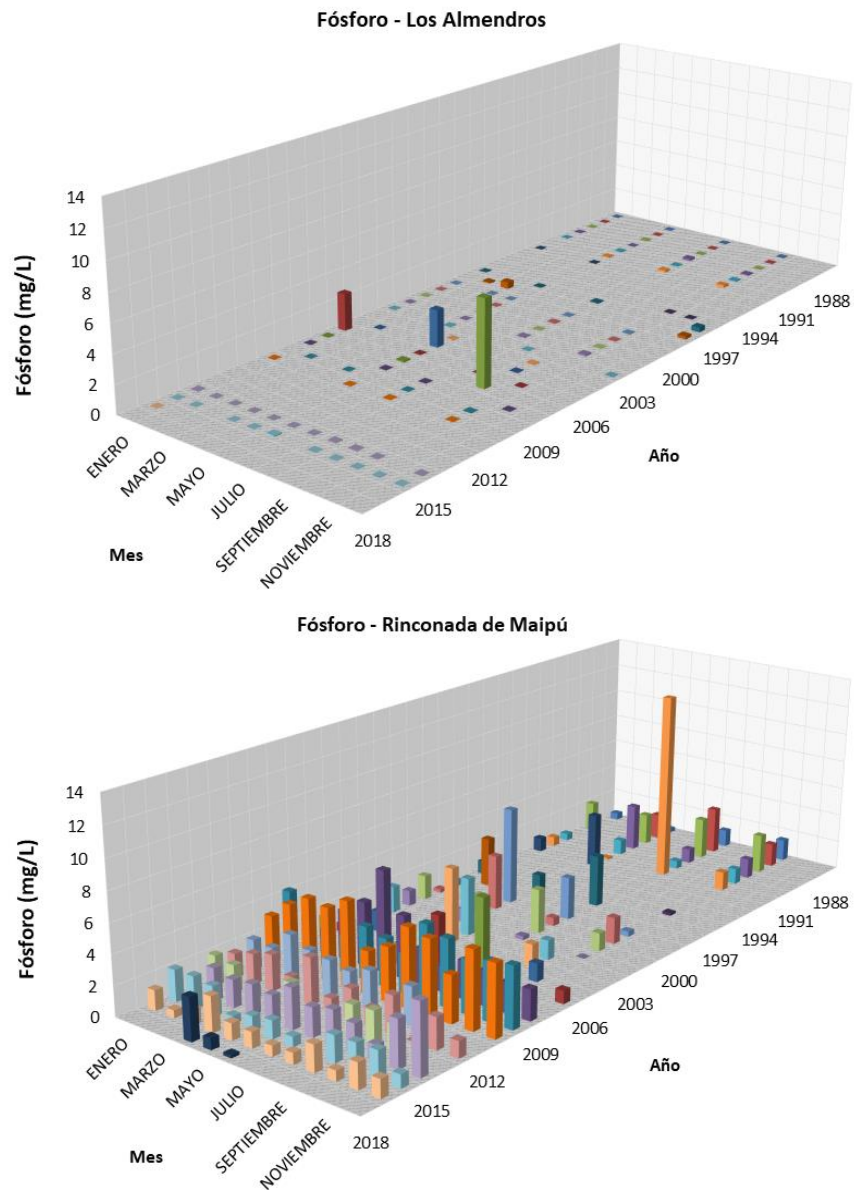 Fósforo - Los Almendros
Fósforo (mg/L)
14
12
10
8
6
4
2
0
ENERO
MARZO
MAYO
JULIO
SEPTIEMBRE
NOVIEMBRE
Mes
2018
2015
2012
2009
2006
2003
2000
1997
1994
1991
1988
Año
Fósforo - Rinconada de Maipú
Fósforo (mg/L)
14
12
10
8
6
4
2
0
ENERO
MARZO
MAYO
JULIO
SEPTIEMBRE
NOVIEMBRE
Mes
2018
2015
2012
2009
2006
2003
2000
1997
1994
1991
1988
Año